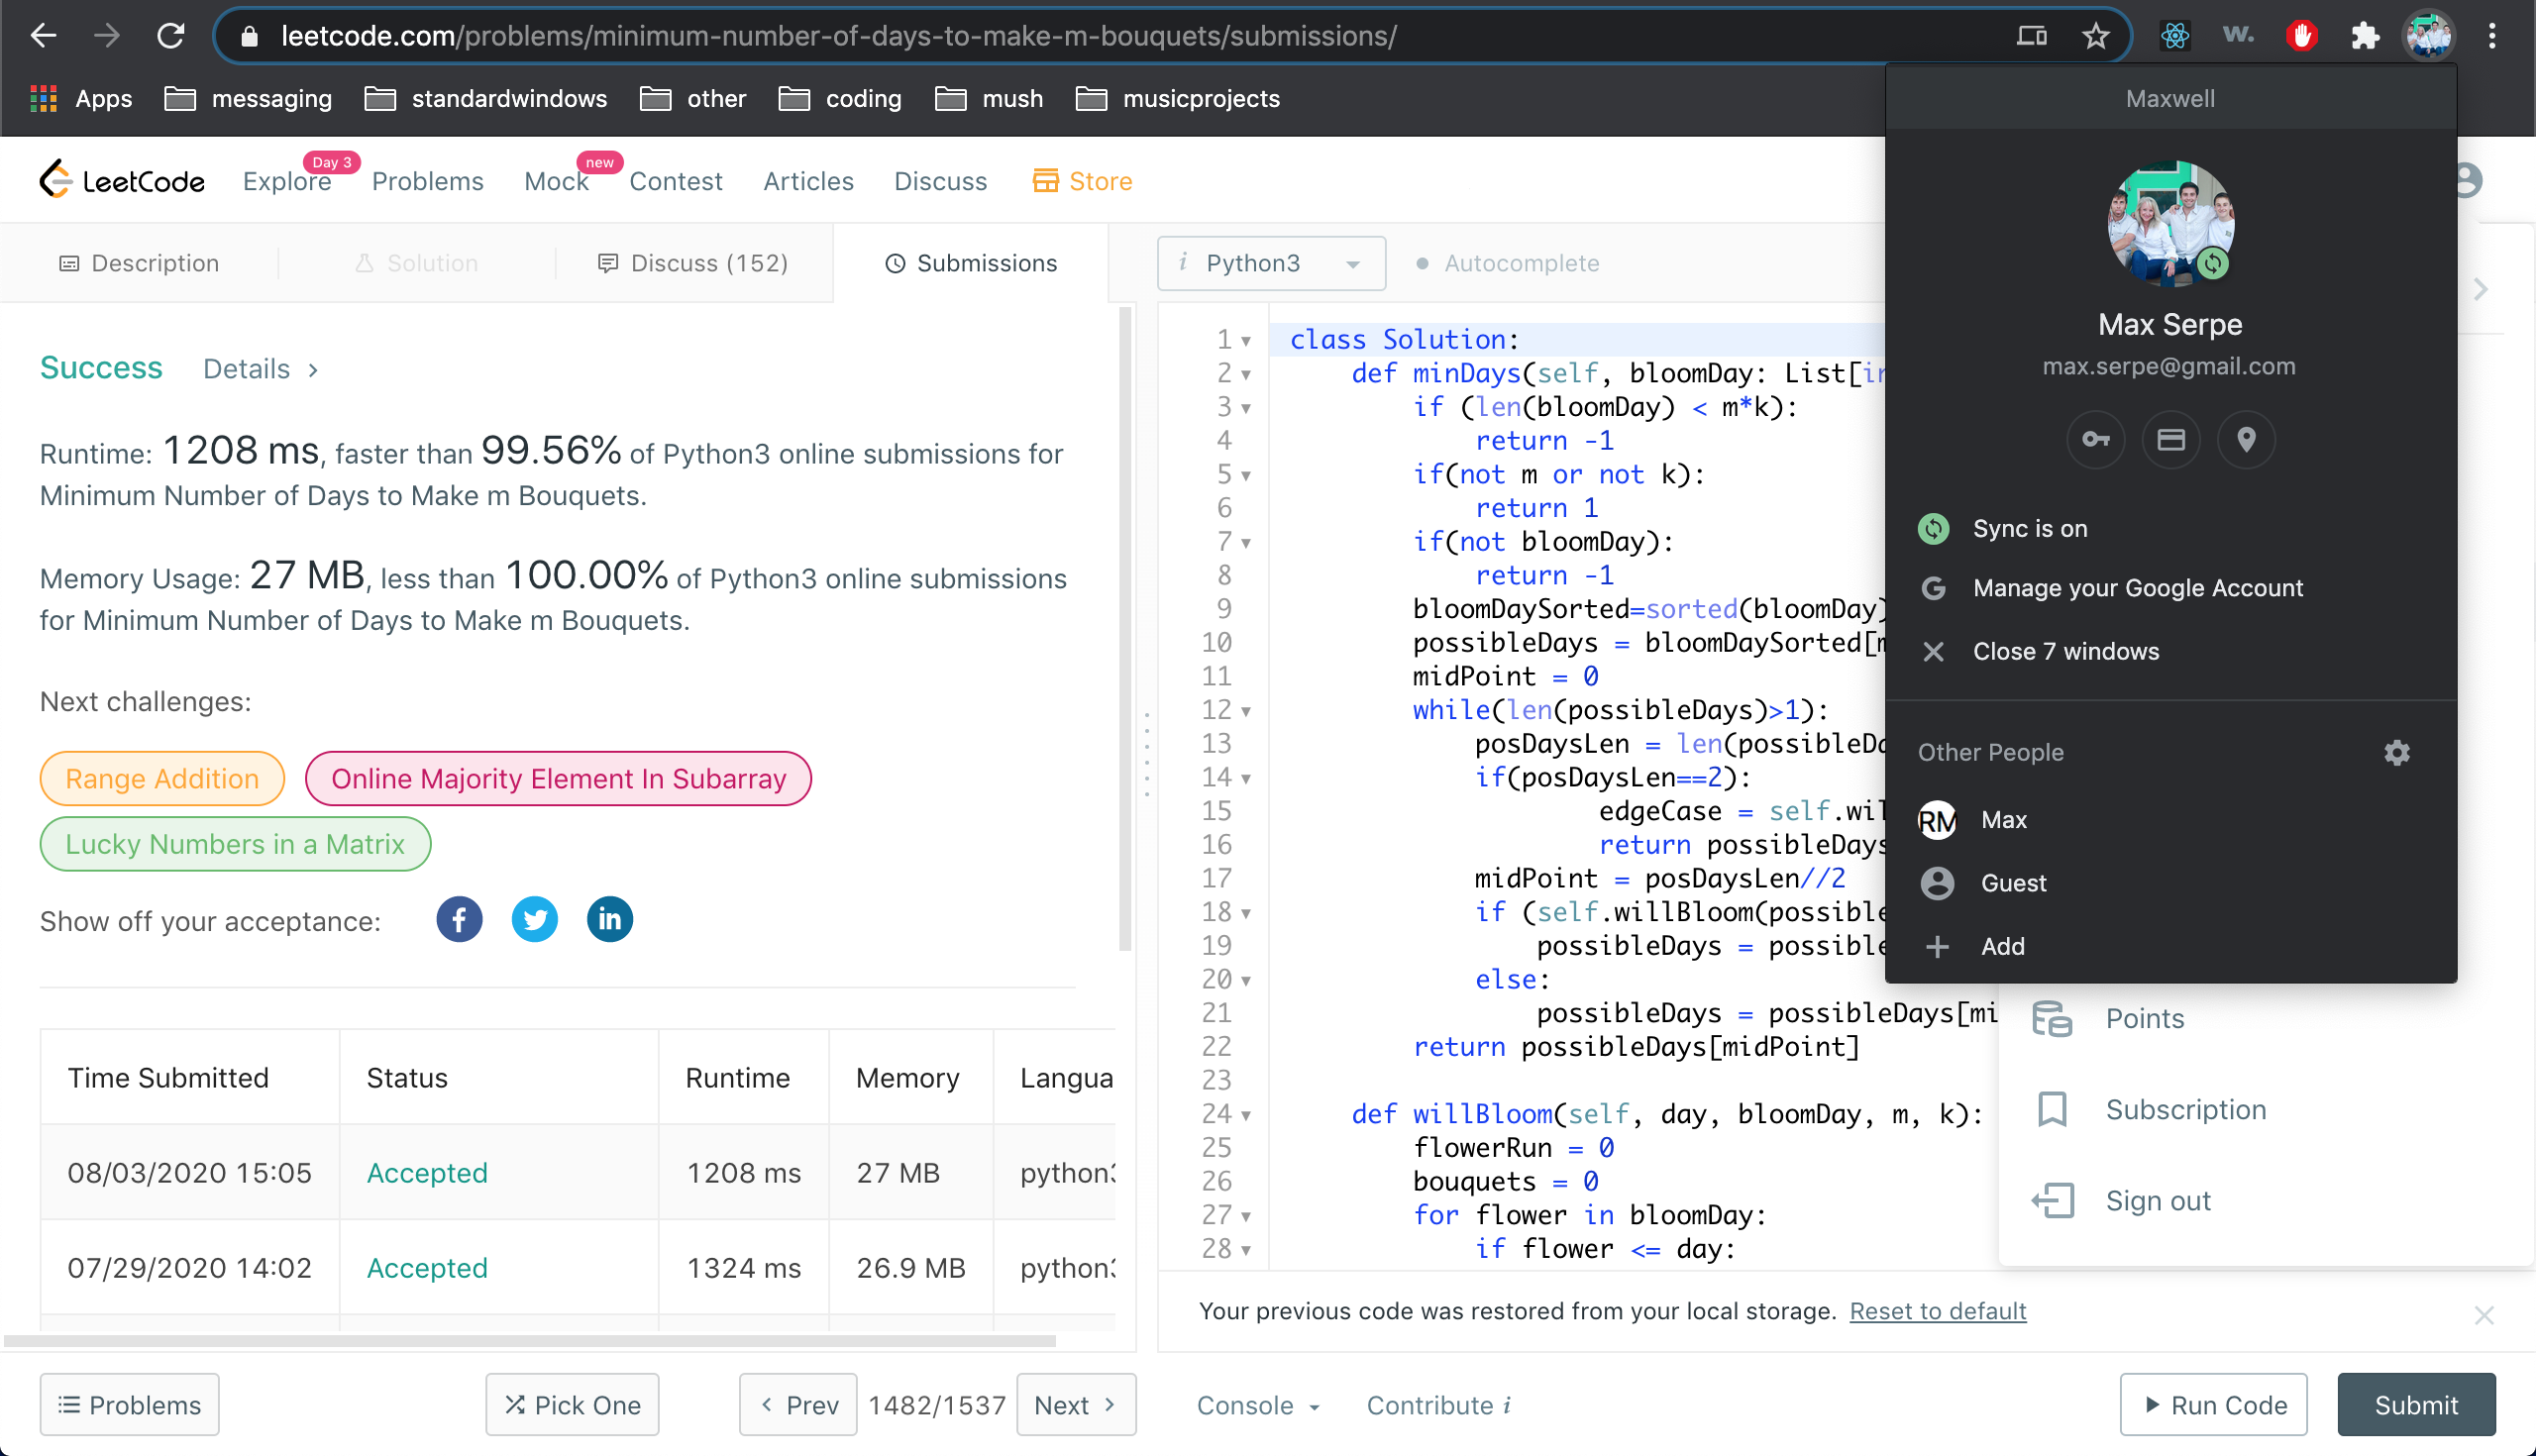 leetcode.com/problems/minimum-number-of-days-to-make-m-bouquets/submissions/
w.
Apps messaging standardwindows other coding mush musicprojects
LeetCode Explore Day 3 Problems Mock new Contest Articles Discuss Store
Description Solution Discuss (152) Submissions
Success Details >
Runtime: 1208 ms, faster than 99.56% of Python3 online submissions for
Minimum Number of Days to Make m Bouquets.
Memory Usage: 27 MB, less than 100.00% of Python3 online submissions
for Minimum Number of Days to Make m Bouquets.
Next challenges:
Range Addition Online Majority Element In Subarray
Lucky Numbers in a Matrix
Show off your acceptance: f in
Time Submitted Status Runtime Memory Langua
08/03/2020 15:05 Accepted 1208 ms 27 MB python3
07/29/2020 14:02 Accepted 1324 ms 26.9 MB python3
Problems Pick One Prev 1482/1537 Next
i Python3 Autocomplete
1 class Solution:
2 def minDays(self, bloomDay: List[in
3 if (len(bloomDay) < m*k):
4 return -1
5 if(not m or not k):
6 return 1
7 if(not bloomDay):
8 return -1
9 bloomDaySorted=sorted(bloomDay)
10 possibleDays = bloomDaySorted[m
11 midPoint = 0
12 while(len(possibleDays)>1):
13 posDaysLen = len(possibleDa
14 if(posDaysLen==2):
15 edgeCase = self.wil
16 return possibleDays
17 midPoint = posDaysLen//2
18 if (self.willBloom(possible
19 possibleDays = possible
20 else:
21 possibleDays = possibleDays[mi
22 return possibleDays[midPoint]
23
24 def willBloom(self, day, bloomDay, m, k):
25 flowerRun = 0
26 bouquets = 0
27 for flower in bloomDay:
28 if flower <= day:
Your previous code was restored from your local storage. Reset to default
Console Contribute i Run Code Submit
Maxwell
Max Serpe
max.serpe@gmail.com
Sync is on
G Manage your Google Account
Close 7 windows
Other People
RM Max
Guest
Add
Points
Subscription
Sign out